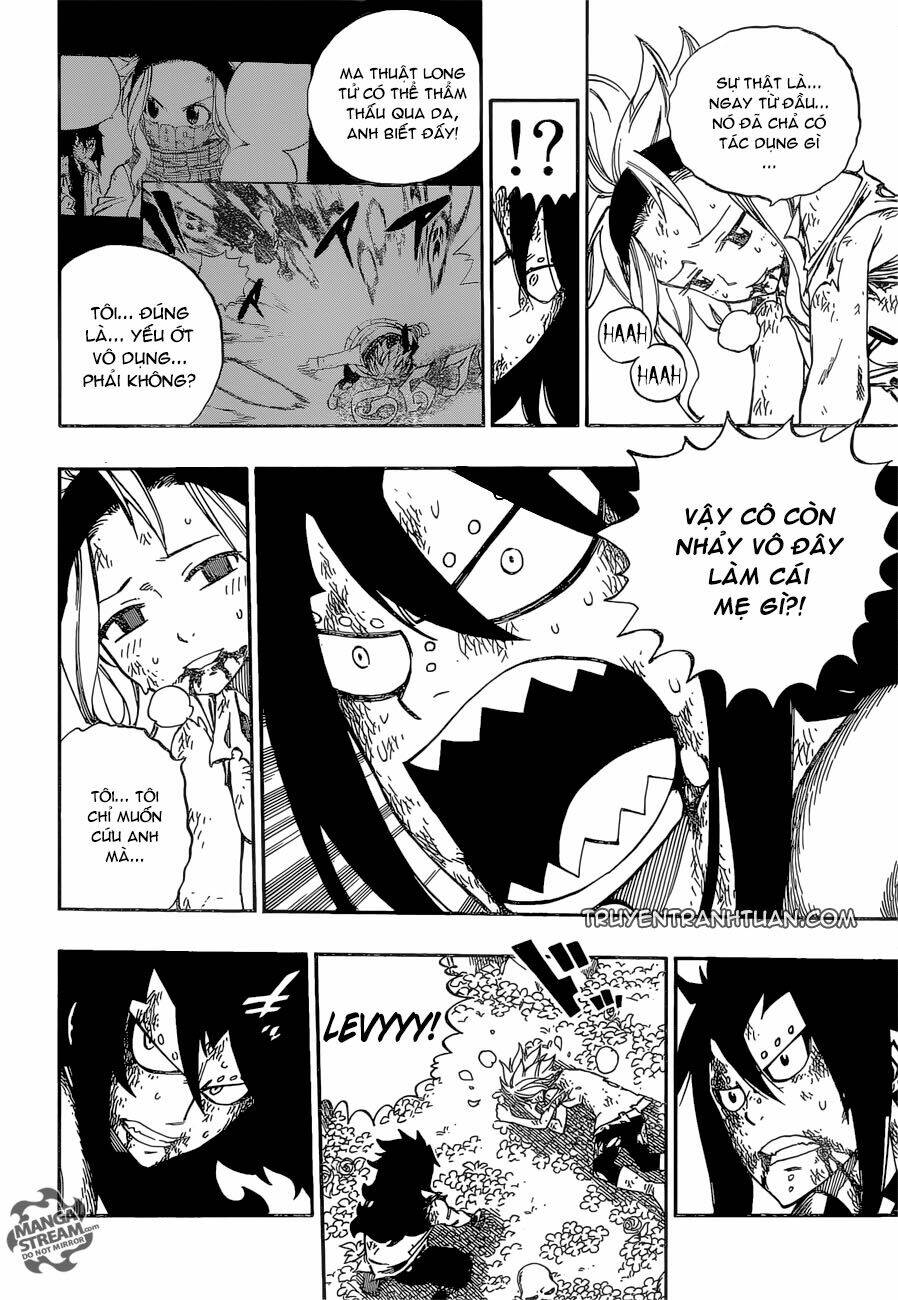 SỰ THẬT LÀ...
NGAY TỪ ĐẦU...
NÓ ĐÃ CHẢ CÓ
TÁC DỤNG GÌ
...
HAAH
HAAH
!?
MA THUẬT LONG
TỬ CÓ THỂ THẨM
THẤU QUA DA,
ANH BIẾT ĐẤY!
TÔI... ĐÚNG
LÀ... YẾU ỚT
VÔ DỤNG...
PHẢI KHÔNG?
VẬY CÔ CÒN
NHẢY VÔ ĐÂY
LÀM CÁI
MẸ GÌ?!
TÔI... TÔI
CHỈ MUỐN
CỨU ANH
MÀ...
TRUYENTRANHTUAN.COM
LEVYYY!
MANGA
STREAM.com
DO NOT MIRROR!